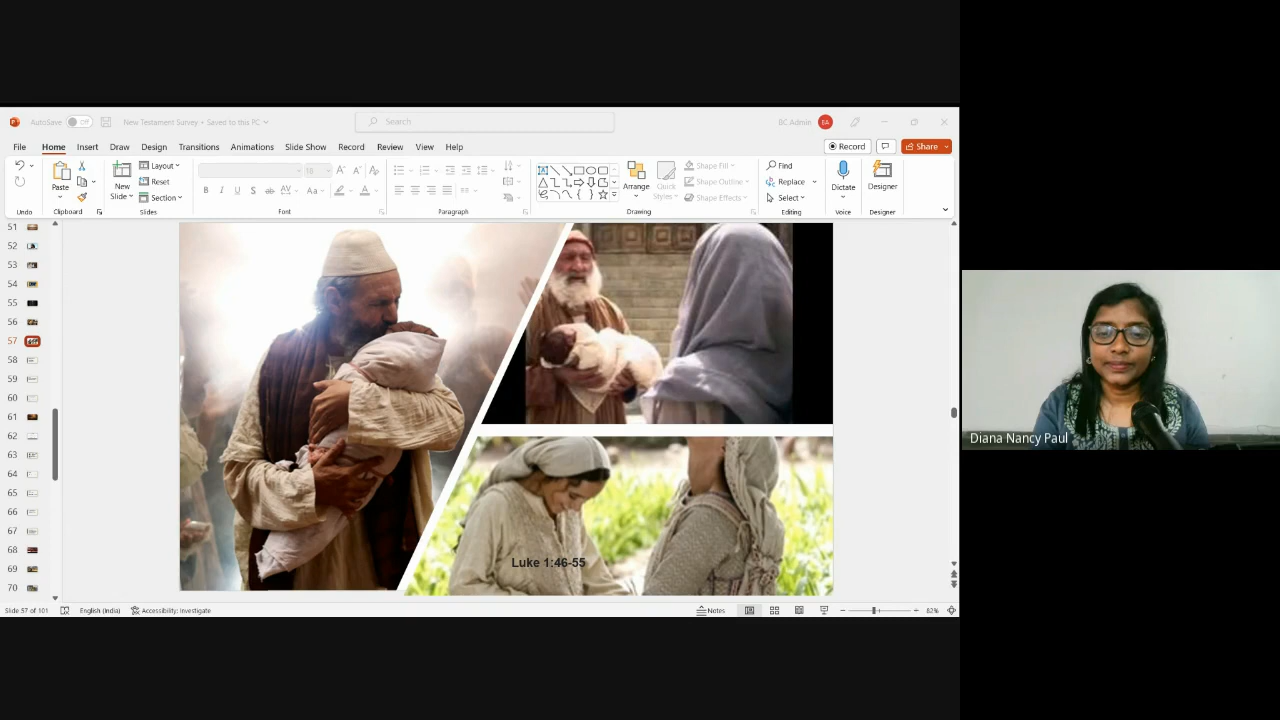 AutoSave Off New Testament Survey • Saved to this PC Search BC Admin EA
File Home Insert Draw Design Transitions Animations Slide Show Record Review View Help Record Share
Paste New Slide Layout Reset Section 18 Arrange Quick Styles Shape Fill Shape Outline Shape Effects Find Replace Select Dictate Designer
Undo Clipboard Slides Font Paragraph Drawing Editing Voice Designer
51
52
53
54
55
56
57
58
59
60
61
62
63
64
65
66
67
68
69
70
Luke 1:46-55
Diana Nancy Paul
Slide 57 of 101 English (India) Accessibility: Investigate Notes 82%